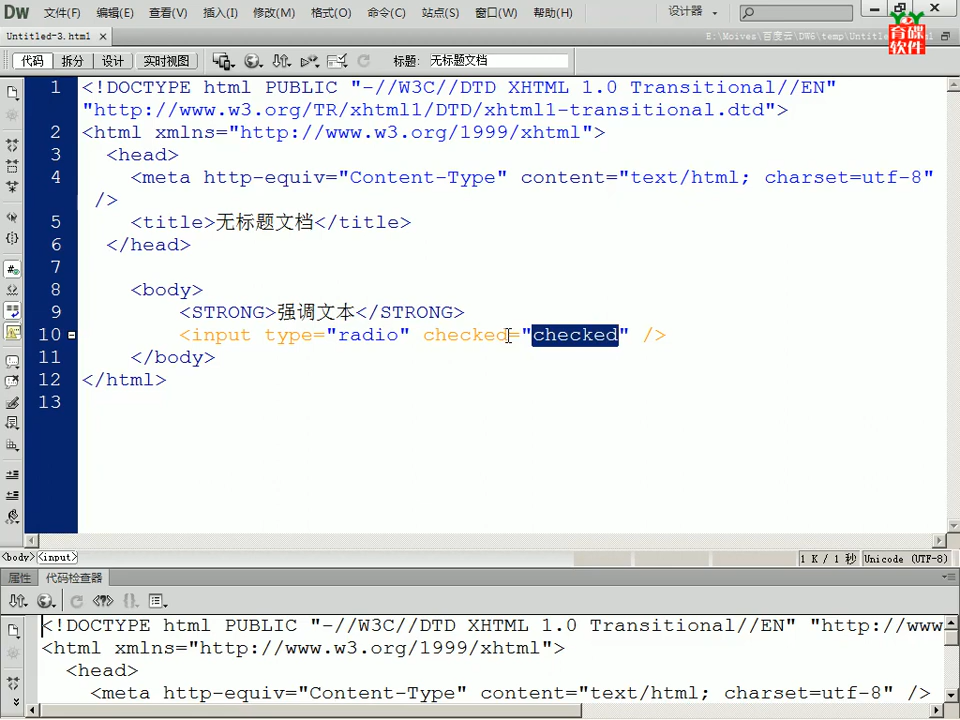 Dw 文件(F) 编辑(E) 查看(V) 插入(I) 修改(M) 格式(O) 命令(C) 站点(S) 窗口(W) 帮助(H) 设计器
Untitled-3.html ×
E:\Moives\百度云\DW6\temp\
育碟
软件
代码 拆分 设计 实时视图 标题: 无标题文档
1 <!DOCTYPE html PUBLIC "-//W3C//DTD XHTML 1.0 Transitional//EN"
"http://www.w3.org/TR/xhtml1/DTD/xhtml1-transitional.dtd">
2 <html xmlns="http://www.w3.org/1999/xhtml">
3 <head>
4 <meta http-equiv="Content-Type" content="text/html; charset=utf-8"
/>
5 <title>无标题文档</title>
6 </head>
7
8 <body>
9 <STRONG>强调文本</STRONG>
10 <input type="radio" checked="checked" />
11 </body>
12 </html>
13
<body> <input> 1 K / 1 秒 Unicode (UTF-8)
属性 代码检查器
<!DOCTYPE html PUBLIC "-//W3C//DTD XHTML 1.0 Transitional//EN" "http://www
<html xmlns="http://www.w3.org/1999/xhtml">
<head>
<meta http-equiv="Content-Type" content="text/html; charset=utf-8" />